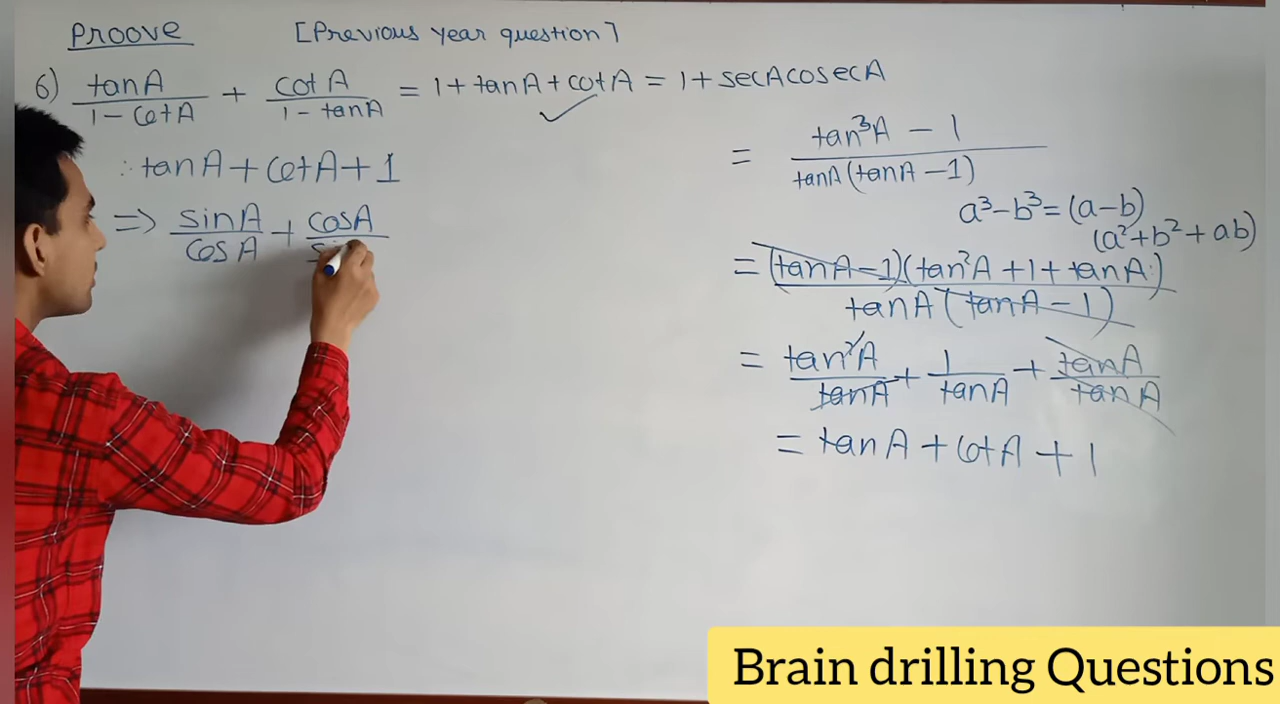 Proove [Previous year question]
6) tanA/(1-cotA) + cotA/(1-tanA) = 1+tanA+cotA = 1+secAcosecA
∴ tanA+cotA+1
=> sinA/cosA + cosA/
= (tan³A-1)/(tanA(tanA-1))
a³-b³=(a-b)
(a²+b²+ab)
= (tanA-1)(tan²A+1+tanA)/(tanA(tanA-1))
= tan²A/tanA + 1/tanA + tanA/tanA
= tanA+cotA+1
Brain drilling Questions